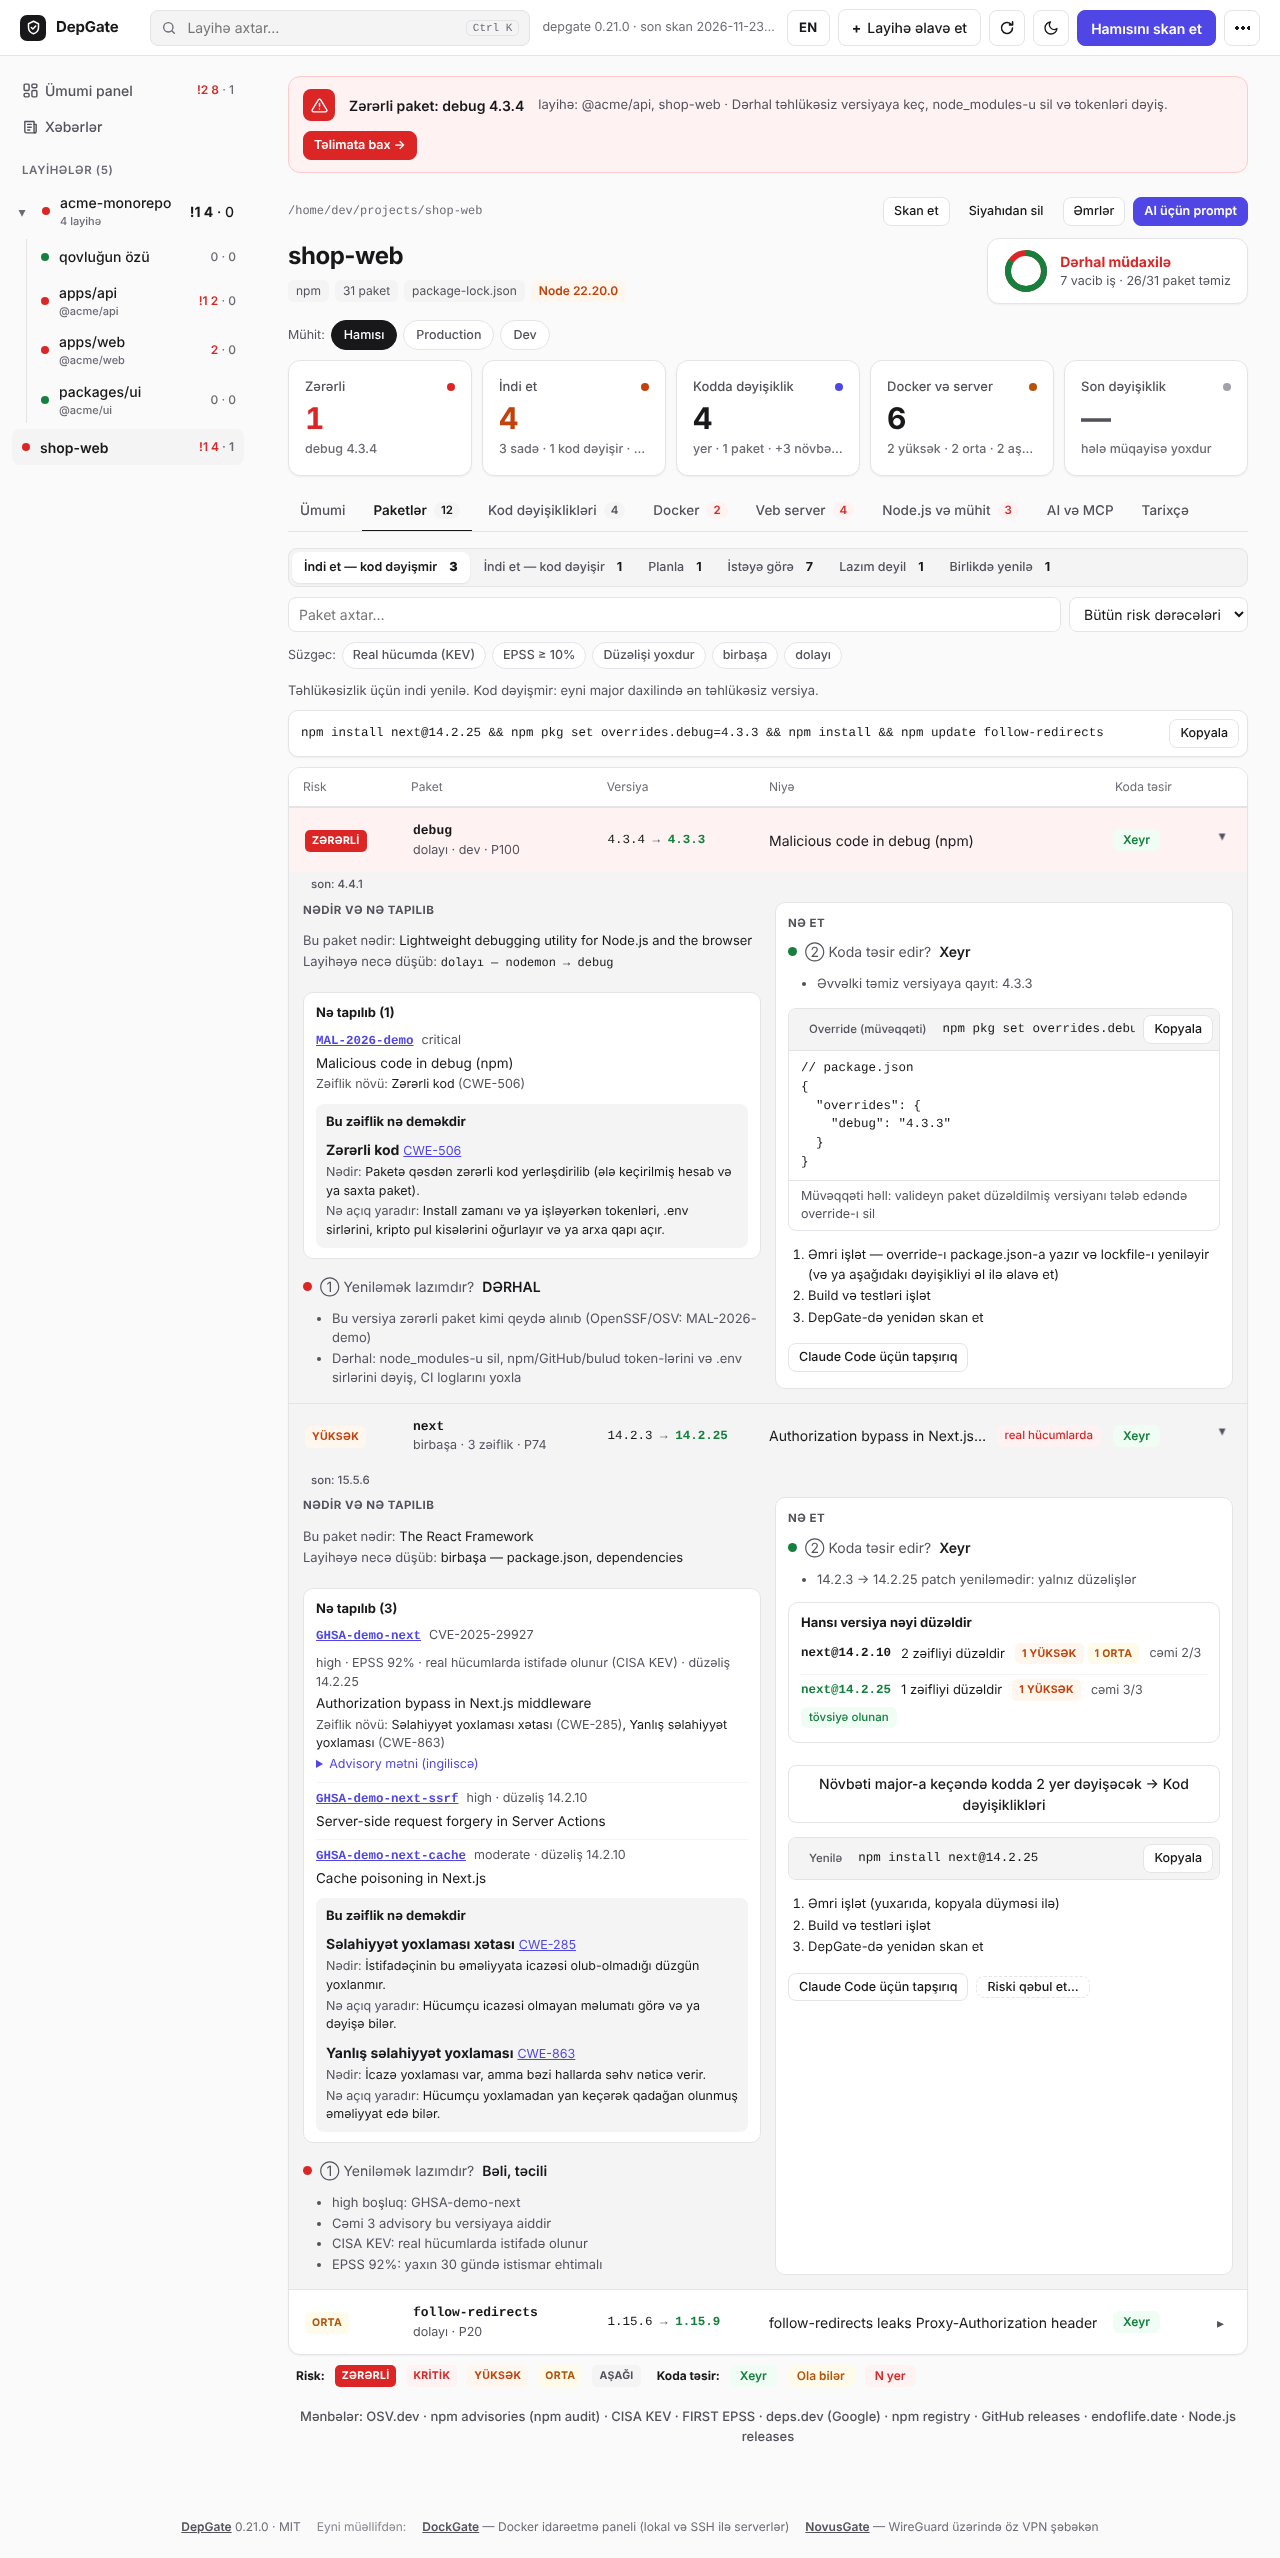 DepGate
Layihə axtar...
Ctrl K
depgate 0.21.0 · son skan 2026-11-23...
EN
+ Layihə əlavə et
Hamısını skan et
Ümumi panel
!2 8 · 1
Xəbərlər
LAYİHƏLƏR (5)
acme-monorepo
4 layihə
!1 4 · 0
qovluğun özü
0 · 0
apps/api
@acme/api
!1 2 · 0
apps/web
@acme/web
2 · 0
packages/ui
@acme/ui
0 · 0
shop-web
!1 4 · 1
Zərərli paket: debug 4.3.4
layihə: @acme/api, shop-web · Dərhal təhlükəsiz versiyaya keç, node_modules-u sil və tokenləri dəyiş.
Təlimata bax →
/home/dev/projects/shop-web
Skan et
Siyahıdan sil
Əmrlər
AI üçün prompt
shop-web
npm
31 paket
package-lock.json
Node 22.20.0
Dərhal müdaxilə
7 vacib iş · 26/31 paket təmiz
Mühit:
Hamısı
Production
Dev
Zərərli
1
debug 4.3.4
İndi et
4
3 sadə · 1 kod dəyişir · ...
Kodda dəyişiklik
4
yer · 1 paket · +3 növbə...
Docker və server
6
2 yüksək · 2 orta · 2 aş...
Son dəyişiklik
—
hələ müqayisə yoxdur
Ümumi
Paketlər 12
Kod dəyişiklikləri 4
Docker 2
Veb server 4
Node.js və mühit 3
AI və MCP
Tarixçə
İndi et — kod dəyişmir 3
İndi et — kod dəyişir 1
Planla 1
İstəyə görə 7
Lazım deyil 1
Birlikdə yenilə 1
Paket axtar...
Bütün risk dərəcələri
Süzgəc:
Real hücumda (KEV)
EPSS ≥ 10%
Düzəlişi yoxdur
birbaşa
dolayı
Təhlükəsizlik üçün indi yenilə. Kod dəyişmir: eyni major daxilində ən təhlükəsiz versiya.
npm install next@14.2.25 && npm pkg set overrides.debug=4.3.3 && npm install && npm update follow-redirects
Kopyala
Risk
Paket
Versiya
Niyə
Koda təsir
ZƏRƏRLİ
debug
dolayı · dev · P100
4.3.4 → 4.3.3
Malicious code in debug (npm)
Xeyr
son: 4.4.1
NƏDİR VƏ NƏ TAPILIB
Bu paket nədir: Lightweight debugging utility for Node.js and the browser
Layihəyə necə düşüb: dolayı — nodemon → debug
Nə tapılıb (1)
MAL-2026-demo critical
Malicious code in debug (npm)
Zəiflik növü: Zərərli kod (CWE-506)
Bu zəiflik nə deməkdir
Zərərli kod CWE-506
Nədir: Paketə qəsdən zərərli kod yerləşdirilib (ələ keçirilmiş hesab və
ya saxta paket).
Nə açıq yaradır: Install zamanı və ya işləyərkən tokenləri, .env
sirlərini, kripto pul kisələrini oğurlayır və ya arxa qapı açır.
① Yeniləmək lazımdır? DƏRHAL
• Bu versiya zərərli paket kimi qeydə alınıb (OpenSSF/OSV: MAL-2026-
demo)
• Dərhal: node_modules-u sil, npm/GitHub/bulud token-lərini və .env
sirlərini dəyiş, CI loglarını yoxla
NƏ ET
② Koda təsir edir? Xeyr
• Əvvəlki təmiz versiyaya qayıt: 4.3.3
Override (müvəqqəti)
npm pkg set overrides.debu
Kopyala
// package.json
{
"overrides": {
"debug": "4.3.3"
}
}
Müvəqqəti həll: valideyn paket düzəldilmiş versiyanı tələb edəndə
override-ı sil
1. Əmri işlət — override-ı package.json-a yazır və lockfile-ı yeniləyir
(və ya aşağıdakı dəyişikliyi əl ilə əlavə et)
2. Build və testləri işlət
3. DepGate-də yenidən skan et
Claude Code üçün tapşırıq
YÜKSƏK
next
birbaşa · 3 zəiflik · P74
14.2.3 → 14.2.25
Authorization bypass in Next.js...
real hücumlarda
Xeyr
son: 15.5.6
NƏDİR VƏ NƏ TAPILIB
Bu paket nədir: The React Framework
Layihəyə necə düşüb: birbaşa — package.json, dependencies
Nə tapılıb (3)
GHSA-demo-next CVE-2025-29927
high · EPSS 92% · real hücumlarda istifadə olunur (CISA KEV) · düzəliş
14.2.25
Authorization bypass in Next.js middleware
Zəiflik növü: Səlahiyyət yoxlaması xətası (CWE-285), Yanlış səlahiyyət
yoxlaması (CWE-863)
▶ Advisory mətni (ingiliscə)
GHSA-demo-next-ssrf high · düzəliş 14.2.10
Server-side request forgery in Server Actions
GHSA-demo-next-cache moderate · düzəliş 14.2.10
Cache poisoning in Next.js
Bu zəiflik nə deməkdir
Səlahiyyət yoxlaması xətası CWE-285
Nədir: İstifadəçinin bu əməliyyata icazəsi olub-olmadığı düzgün
yoxlanmır.
Nə açıq yaradır: Hücumçu icazəsi olmayan məlumatı görə və ya
dəyişə bilər.
Yanlış səlahiyyət yoxlaması CWE-863
Nədir: İcazə yoxlaması var, amma bəzi hallarda səhv nəticə verir.
Nə açıq yaradır: Hücumçu yoxlamadan yan keçərək qadağan olunmuş
əməliyyat edə bilər.
① Yeniləmək lazımdır? Bəli, təcili
• high boşluq: GHSA-demo-next
• Cəmi 3 advisory bu versiyaya aiddir
• CISA KEV: real hücumlarda istifadə olunur
• EPSS 92%: yaxın 30 gündə istismar ehtimalı
NƏ ET
② Koda təsir edir? Xeyr
• 14.2.3 → 14.2.25 patch yeniləmədir: yalnız düzəlişlər
Hansı versiya nəyi düzəldir
next@14.2.10 2 zəifliyi düzəldir 1 YÜKSƏK 1 ORTA cəmi 2/3
next@14.2.25 1 zəifliyi düzəldir 1 YÜKSƏK cəmi 3/3
tövsiyə olunan
Növbəti major-a keçəndə kodda 2 yer dəyişəcək → Kod
dəyişiklikləri
Yenilə
npm install next@14.2.25
Kopyala
1. Əmri işlət (yuxarıda, kopyala düyməsi ilə)
2. Build və testləri işlət
3. DepGate-də yenidən skan et
Claude Code üçün tapşırıq
Riski qəbul et...
ORTA
follow-redirects
dolayı · P20
1.15.6 → 1.15.9
follow-redirects leaks Proxy-Authorization header
Xeyr
Risk: ZƏRƏRLİ KRİTİK YÜKSƏK ORTA AŞAĞI Koda təsir: Xeyr Ola bilər N yer
Mənbələr: OSV.dev · npm advisories (npm audit) · CISA KEV · FIRST EPSS · deps.dev (Google) · npm registry · GitHub releases · endoflife.date · Node.js
releases
DepGate 0.21.0 · MIT Eyni müəllifdən: DockGate — Docker idarəetmə paneli (lokal və SSH ilə serverlər) NovusGate — WireGuard üzərində öz VPN şəbəkən